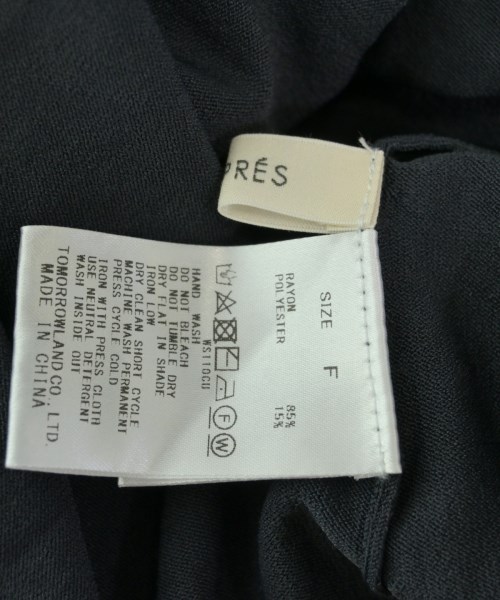 PRÉS
SIZE F
RAYON 85%
POLYESTER 15%
WS110CU
HAND WASH
DO NOT BLEACH
DO NOT TUMBLE DRY
DRY FLAT IN SHADE
IRON LOW
DRY CLEAN SHORT CYCLE
MACHINE WASH PERMANENT
PRESS CYCLE COLD
IRON WITH PRESS CLOTH
USE NEUTRAL DETERGENT
WASH INSIDE OUT
TOMORROWLAND CO., LTD.
MADE IN CHINA